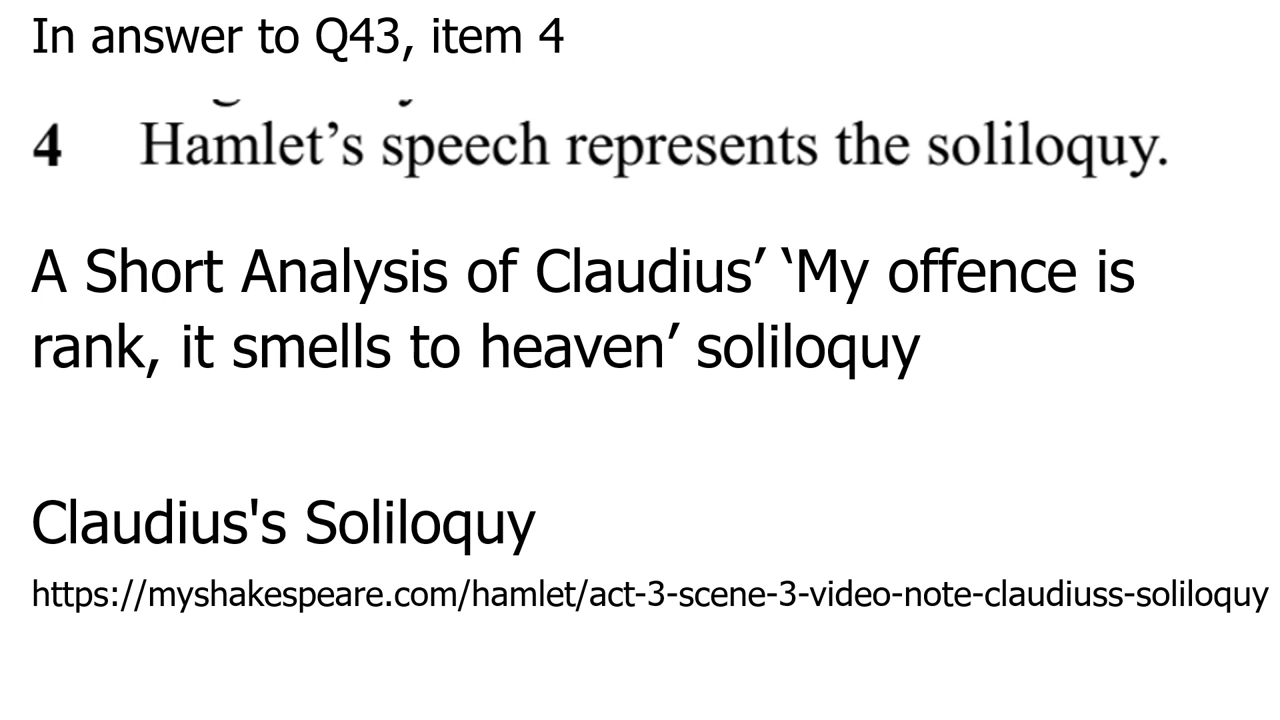 In answer to Q43, item 4
4 Hamlet’s speech represents the soliloquy.
A Short Analysis of Claudius’ ‘My offence is
rank, it smells to heaven’ soliloquy
Claudius's Soliloquy
https://myshakespeare.com/hamlet/act-3-scene-3-video-note-claudiuss-soliloquy